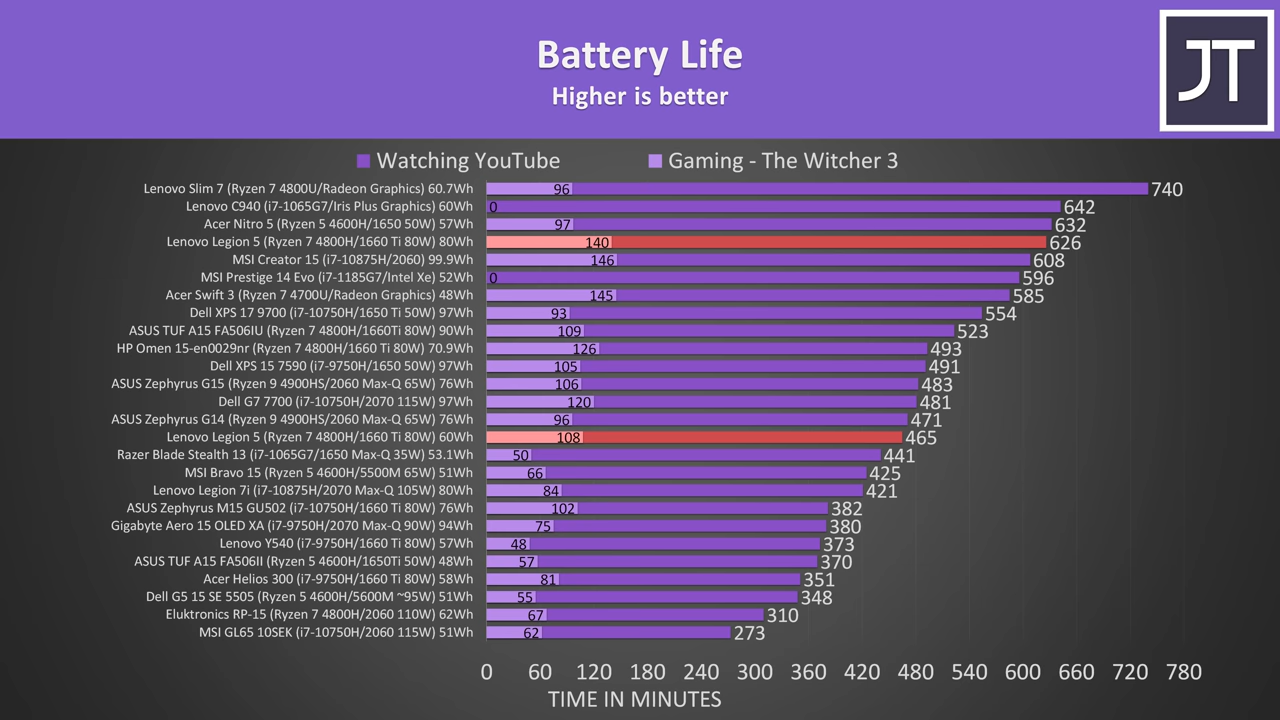 Battery Life
Higher is better
JT
Watching YouTube Gaming - The Witcher 3
Lenovo Slim 7 (Ryzen 7 4800U/Radeon Graphics) 60.7Wh 96 740
Lenovo C940 (i7-1065G7/Iris Plus Graphics) 60Wh 0 642
Acer Nitro 5 (Ryzen 5 4600H/1650 50W) 57Wh 97 632
Lenovo Legion 5 (Ryzen 7 4800H/1660 Ti 80W) 80Wh 140 626
MSI Creator 15 (i7-10875H/2060) 99.9Wh 146 608
MSI Prestige 14 Evo (i7-1185G7/Intel Xe) 52Wh 0 596
Acer Swift 3 (Ryzen 7 4700U/Radeon Graphics) 48Wh 145 585
Dell XPS 17 9700 (i7-10750H/1650 Ti 50W) 97Wh 93 554
ASUS TUF A15 FA506IU (Ryzen 7 4800H/1660Ti 80W) 90Wh 109 523
HP Omen 15-en0029nr (Ryzen 7 4800H/1660 Ti 80W) 70.9Wh 126 493
Dell XPS 15 7590 (i7-9750H/1650 50W) 97Wh 105 491
ASUS Zephyrus G15 (Ryzen 9 4900HS/2060 Max-Q 65W) 76Wh 106 483
Dell G7 7700 (i7-10750H/2070 115W) 97Wh 120 481
ASUS Zephyrus G14 (Ryzen 9 4900HS/2060 Max-Q 65W) 76Wh 96 471
Lenovo Legion 5 (Ryzen 7 4800H/1660 Ti 80W) 60Wh 108 465
Razer Blade Stealth 13 (i7-1065G7/1650 Max-Q 35W) 53.1Wh 50 441
MSI Bravo 15 (Ryzen 5 4600H/5500M 65W) 51Wh 66 425
Lenovo Legion 7i (i7-10875H/2070 Max-Q 105W) 80Wh 84 421
ASUS Zephyrus M15 GU502 (i7-10750H/1660 Ti 80W) 76Wh 102 382
Gigabyte Aero 15 OLED XA (i7-9750H/2070 Max-Q 90W) 94Wh 75 380
Lenovo Y540 (i7-9750H/1660 Ti 80W) 57Wh 48 373
ASUS TUF A15 FA506II (Ryzen 5 4600H/1650Ti 50W) 48Wh 57 370
Acer Helios 300 (i7-9750H/1660 Ti 80W) 58Wh 81 351
Dell G5 15 SE 5505 (Ryzen 5 4600H/5600M ~95W) 51Wh 55 348
Eluktronics RP-15 (Ryzen 7 4800H/2060 110W) 62Wh 67 310
MSI GL65 10SEK (i7-10750H/2060 115W) 51Wh 62 273
0 60 120 180 240 300 360 420 480 540 600 660 720 780
TIME IN MINUTES